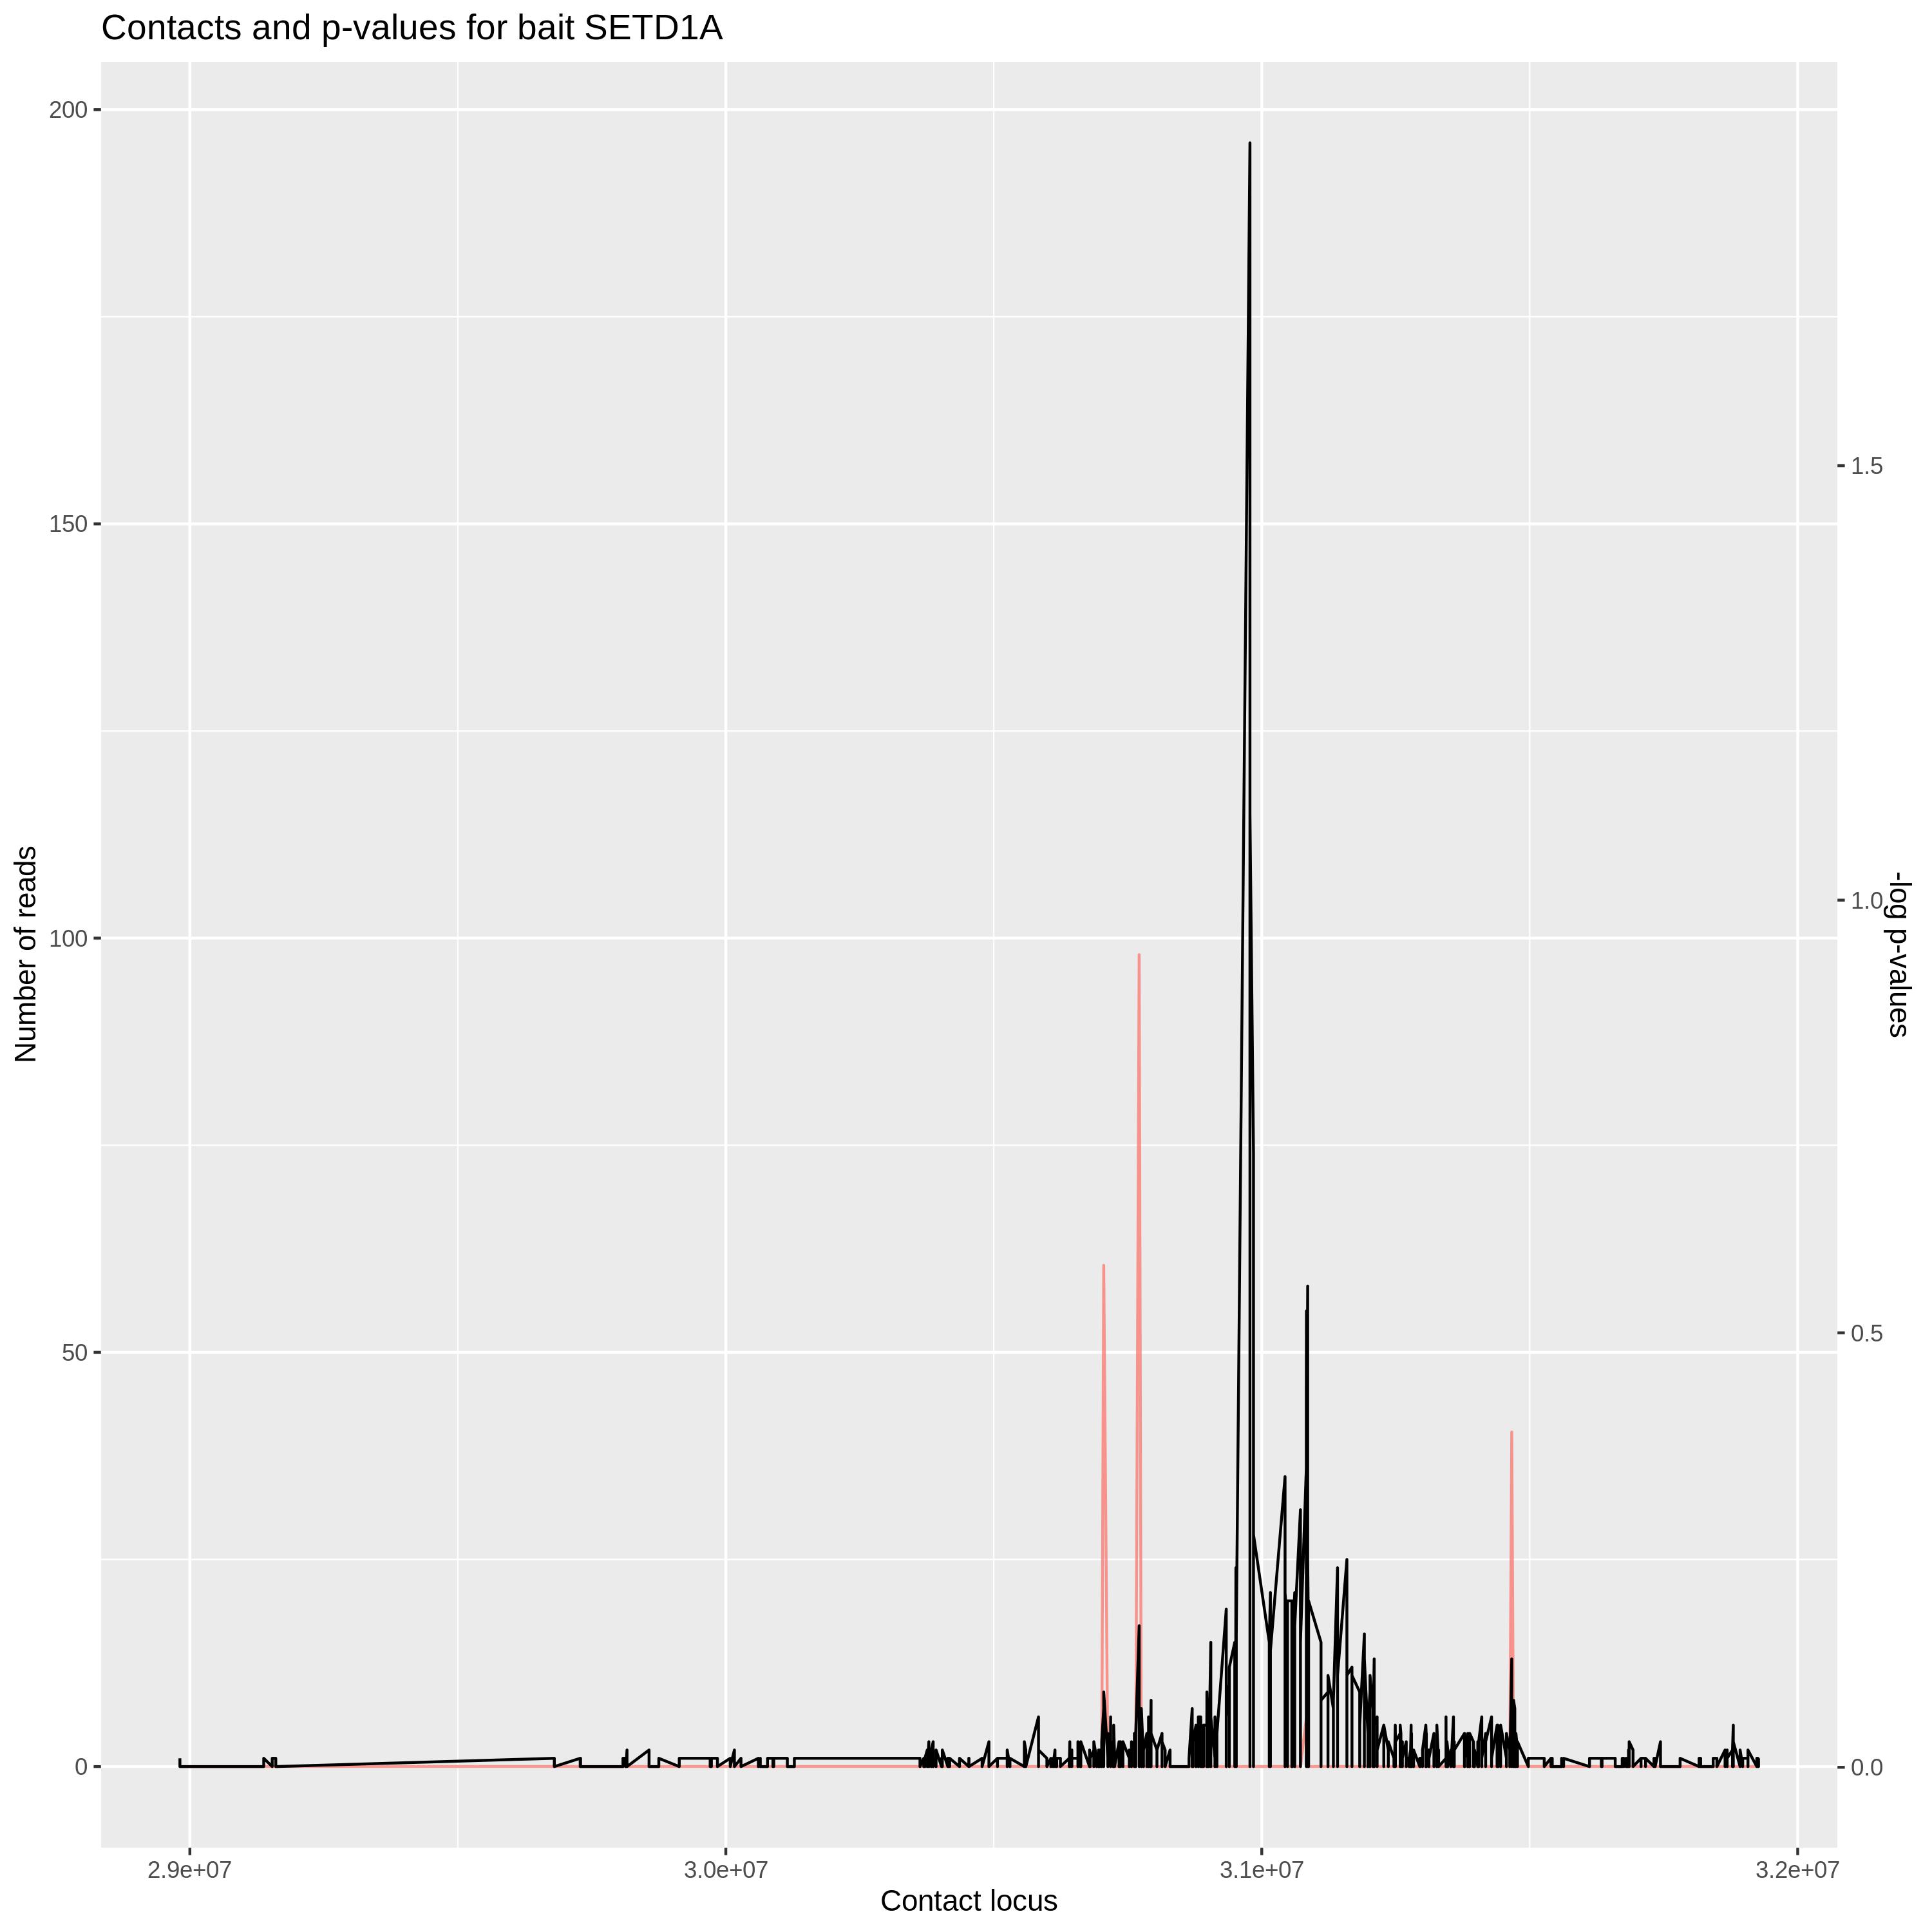 Contacts and p-values for bait SETD1A
200
150
100
50
0
Number of reads
1.5
1.0
0.5
0.0
-log p-values
2.9e+07
3.0e+07
3.1e+07
3.2e+07
Contact locus